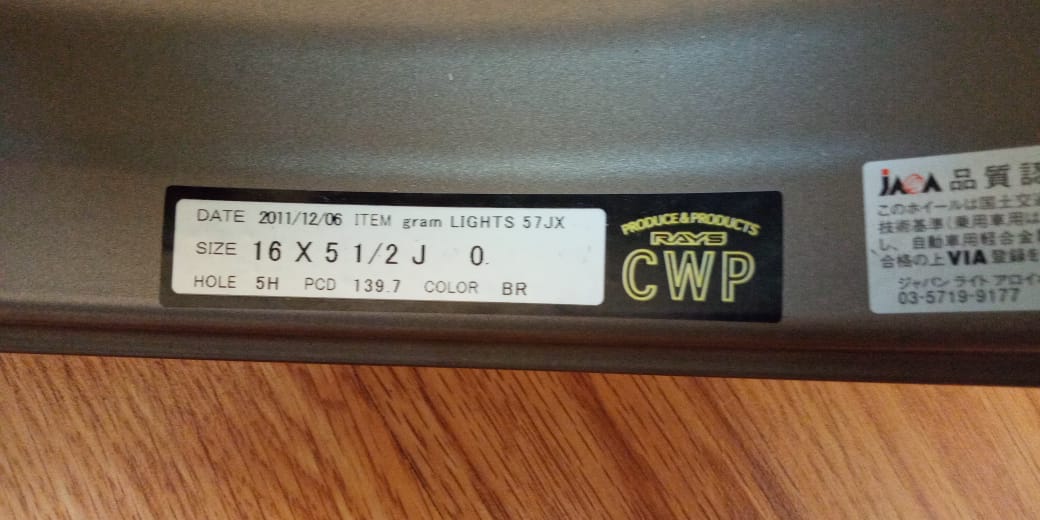 DATE 2011/12/06 ITEM gram LIGHTS 57JX
SIZE 16 X 5 1/2 J 0.
HOLE 5H PCD 139.7 COLOR BR
PRODUCE & PRODUCTS
RAYS
CWP
JAWA 品質認
このホイールは国土交
技術基準(乗用車用は
し、自動車用軽合金
合格の上VIA登録を
ジャパン ライト アロイ
03-5719-9177